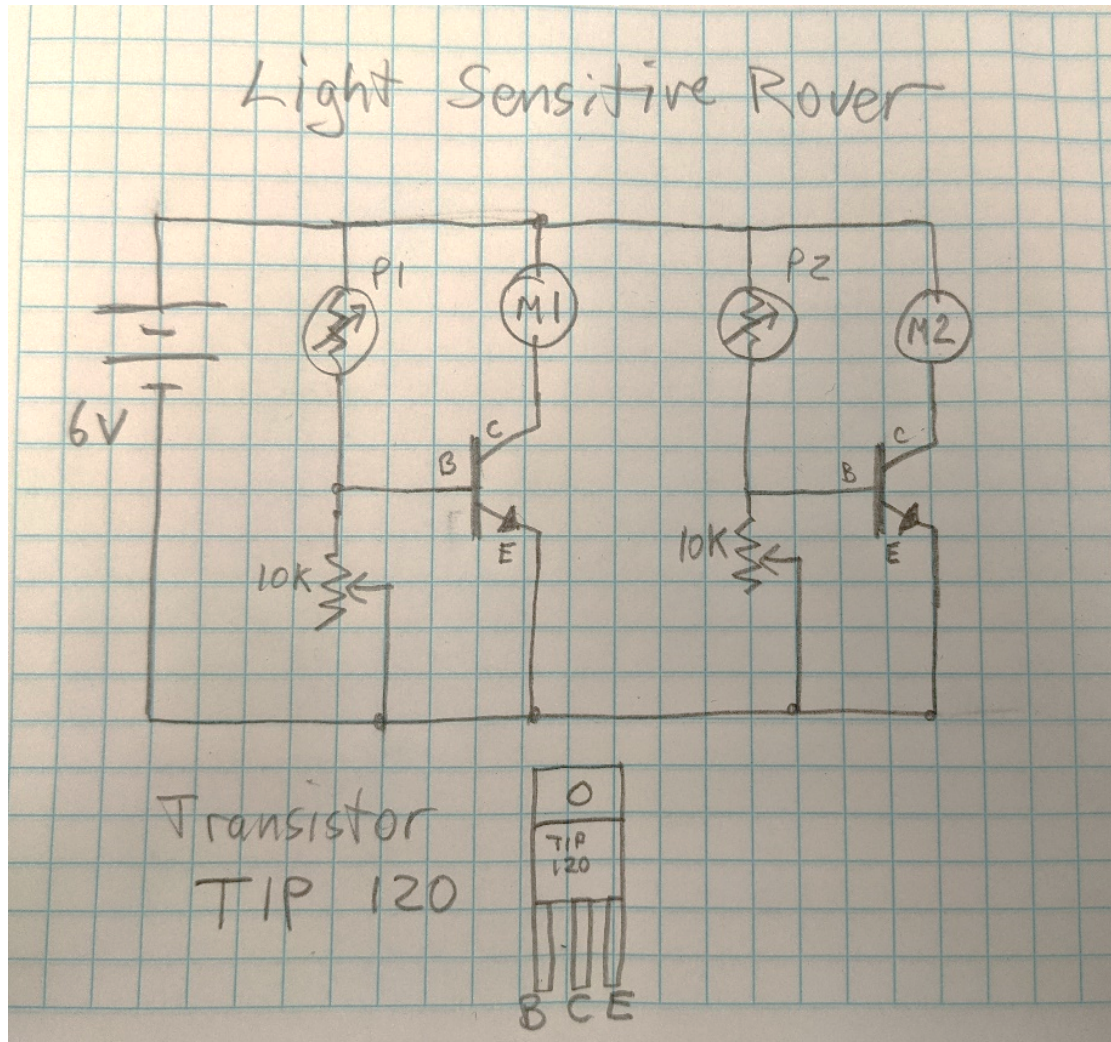 Light Sensitive Rover
P1
P2
M1
M2
6V
C
B
E
10K
C
B
E
10K
Transistor
TIP 120
TIP
120
B C E